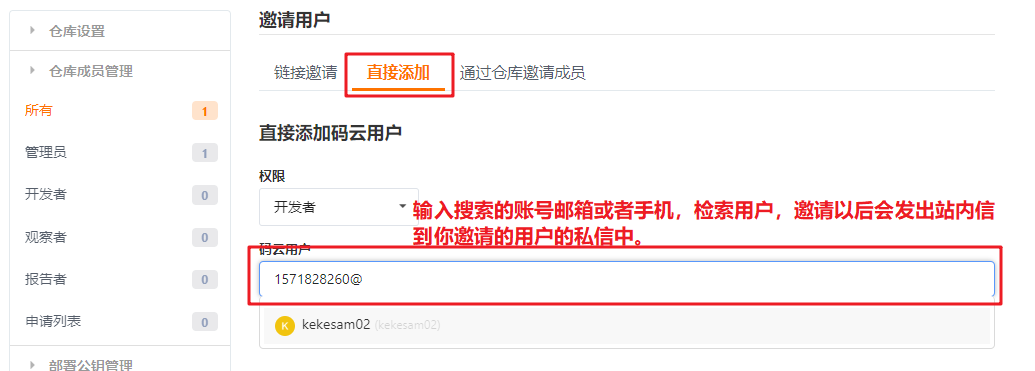 仓库设置
仓库成员管理
所有 1
管理员 1
开发者 0
观察者 0
报告者 0
申请列表 0
部署公钥管理
邀请用户
链接邀请 直接添加 通过仓库邀请成员
直接添加码云用户
权限
开发者
输入搜索的账号邮箱或者手机，检索用户，邀请以后会发出站内信
到你邀请的用户的私信中。
码云用户
1571828260@
K kekesam02 (kekesam02)